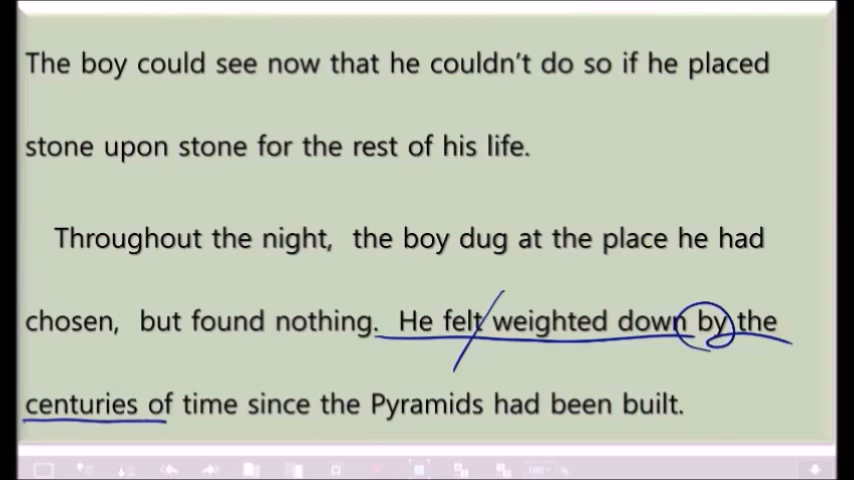 The boy could see now that he couldn't do so if he placed
stone upon stone for the rest of his life.
Throughout the night, the boy dug at the place he had
chosen, but found nothing. He felt weighted down by the
centuries of time since the Pyramids had been built.